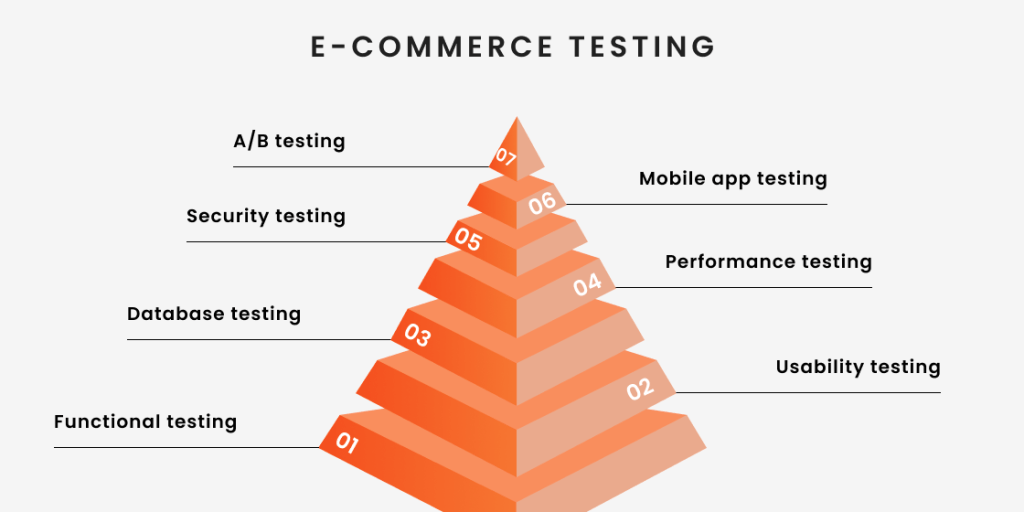 E-COMMERCE TESTING
A/B testing
07
Mobile app testing
06
Security testing
05
Performance testing
04
Database testing
03
Usability testing
02
Functional testing
01